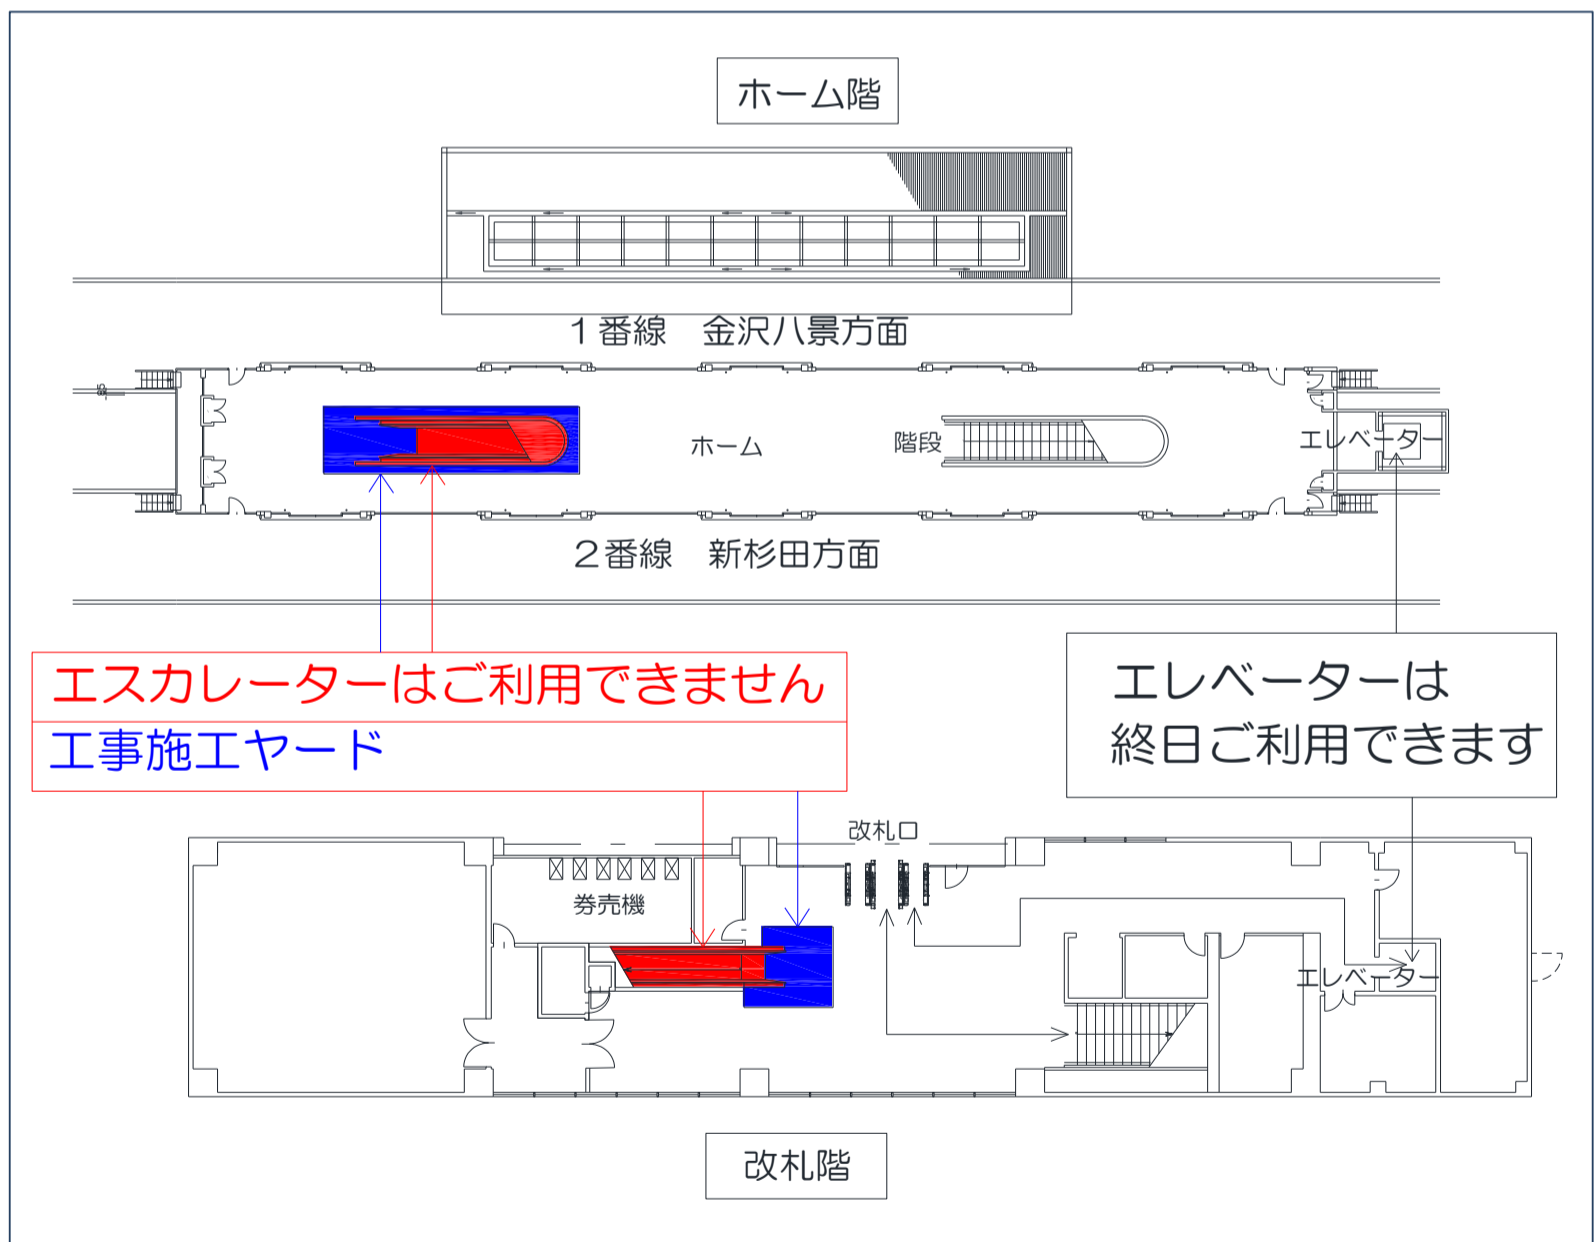 ホーム階
1番線　金沢八景方面
ホーム
階段
エレベーター
2番線　新杉田方面
エスカレーターはご利用できません
工事施工ヤード
エレベーターは
終日ご利用できます
改札口
券売機
エレベーター
改札階